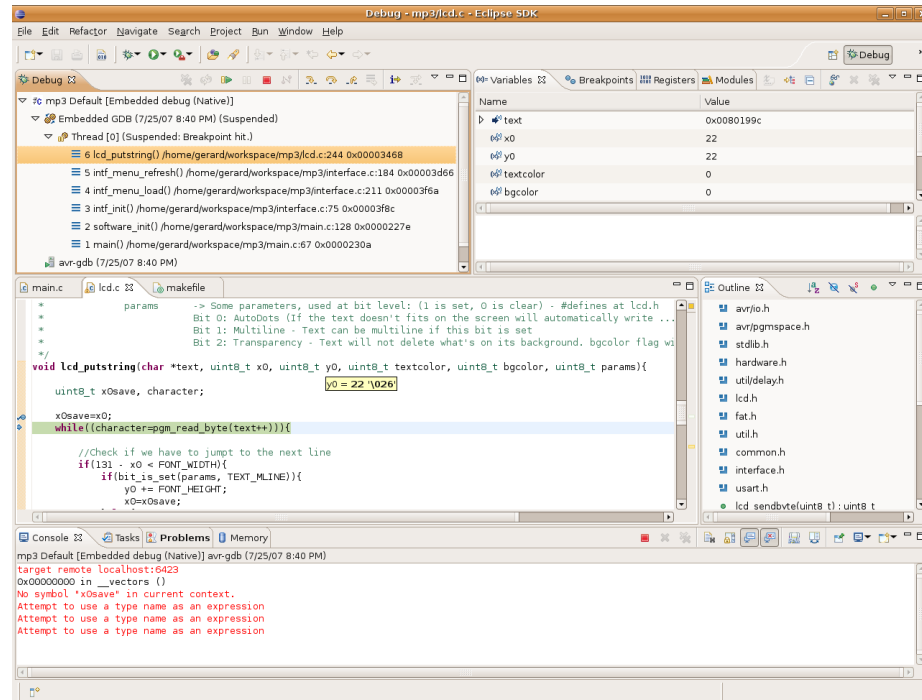 Debug - mp3/lcd.c - Eclipse SDK
File Edit Refactor Navigate Search Project Run Window Help
Debug
Debug
mp3 Default [Embedded debug (Native)]
Embedded GDB (7/25/07 8:40 PM) (Suspended)
Thread [0] (Suspended: Breakpoint hit.)
6 lcd_putstring() /home/gerard/workspace/mp3/lcd.c:244 0x00003468
5 intf_menu_refresh() /home/gerard/workspace/mp3/interface.c:184 0x00003d66
4 intf_menu_load() /home/gerard/workspace/mp3/interface.c:211 0x00003f6a
3 intf_init() /home/gerard/workspace/mp3/interface.c:75 0x00003f8c
2 software_init() /home/gerard/workspace/mp3/main.c:128 0x0000227e
1 main() /home/gerard/workspace/mp3/main.c:67 0x0000230a
avr-gdb (7/25/07 8:40 PM)
(x)= Variables Breakpoints Registers Modules
Name Value
text 0x0080199c
x0 22
y0 22
textcolor 0
bgcolor 0
main.c lcd.c makefile
* params -> Some parameters, used at bit level: (1 is set, 0 is clear) - #defines at lcd.h
* Bit 0: AutoDots (If the text doesn't fits on the screen will automatically write ...
* Bit 1: Multiline - Text can be multiline if this bit is set
* Bit 2: Transparency - Text will not delete what's on its background. bgcolor flag wi
*/
void lcd_putstring(char *text, uint8_t x0, uint8_t y0, uint8_t textcolor, uint8_t bgcolor, uint8_t params){
y0 = 22 '\026'
uint8_t x0save, character;
x0save=x0;
while((character=pgm_read_byte(text++))){
//Check if we have to jumpt to the next line
if(131 - x0 < FONT_WIDTH){
if(bit_is_set(params, TEXT_MLINE)){
y0 += FONT_HEIGHT;
x0=x0save;
Outline
avr/io.h
avr/pgmspace.h
stdlib.h
hardware.h
util/delay.h
lcd.h
fat.h
util.h
common.h
interface.h
usart.h
lcd_sendbyte(uint8_t) : uint8_t
Console Tasks Problems Memory
mp3 Default [Embedded debug (Native)] avr-gdb (7/25/07 8:40 PM)
target remote localhost:6423
0x00000000 in __vectors ()
No symbol "x0save" in current context.
Attempt to use a type name as an expression
Attempt to use a type name as an expression
Attempt to use a type name as an expression